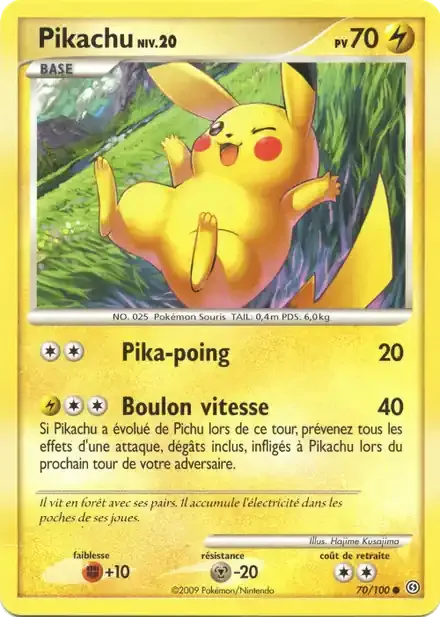 Pikachu NIV.20 PV 70
BASE
NO. 025 Pokémon Souris TAIL: 0,4m PDS: 6,0kg
Pika-poing 20
Boulon vitesse 40
Si Pikachu a évolué de Pichu lors de ce tour, prévenez tous les
effets d'une attaque, dégâts inclus, infligés à Pikachu lors du
prochain tour de votre adversaire.
Il vit en forêt avec ses pairs. Il accumule l'électricité dans les
poches de ses joues.
Illus. Hajime Kusajima
faiblesse résistance coût de retraite
+10 -20
©2009 Pokémon/Nintendo 70/100